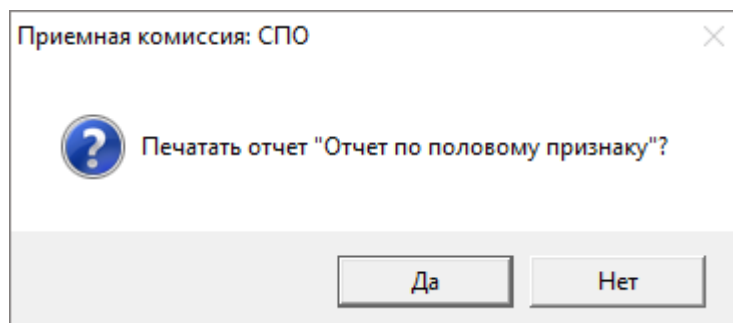 Приемная комиссия: СПО
Печатать отчет "Отчет по половому признаку"?
Да
Нет